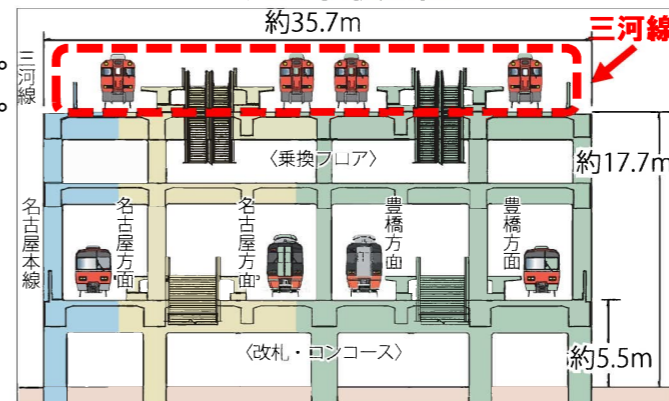 約35.7m
三河線
三河線
〈乗換フロア〉
約17.7m
名古屋本線
名古屋方面
名古屋方面
豊橋方面
豊橋方面
〈改札・コンコース〉
約5.5m